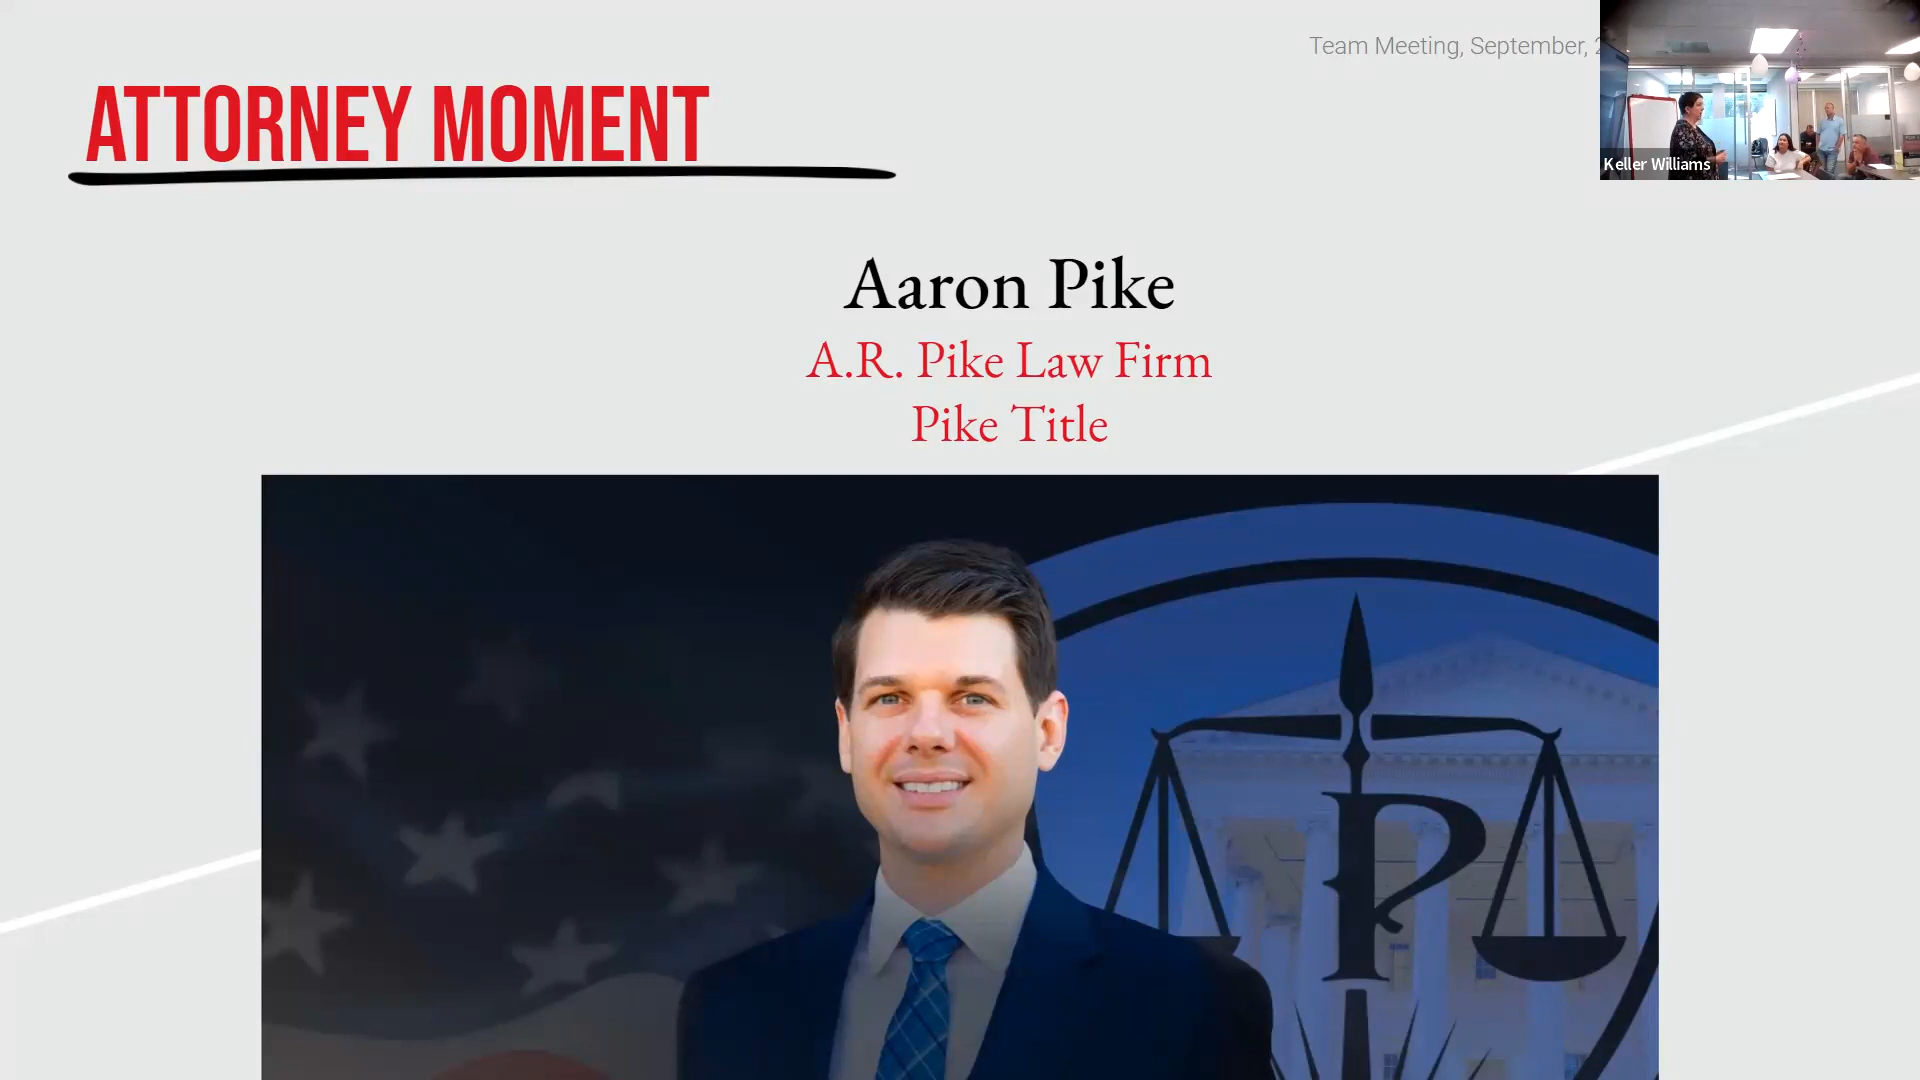 Team Meeting, September,
ATTORNEY MOMENT
Keller Williams
Aaron Pike
A.R. Pike Law Firm
Pike Title
P